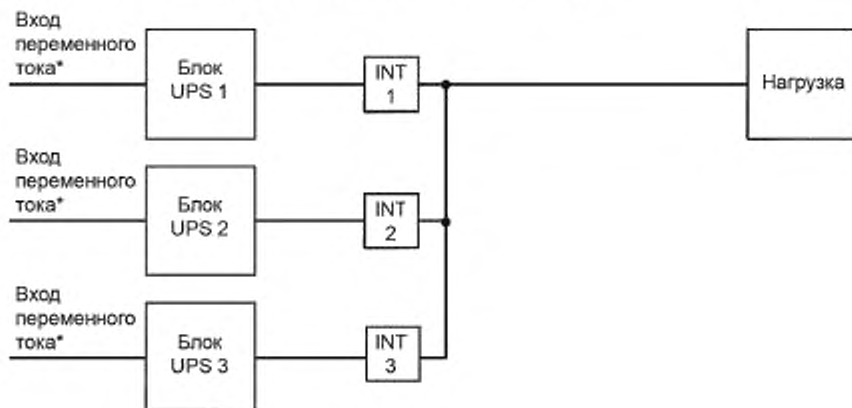 Вход
переменного
тока*
Блок
UPS 1
INT
1
Нагрузка
Вход
переменного
тока*
Блок
UPS 2
INT
2
Вход
переменного
тока*
Блок
UPS 3
INT
3